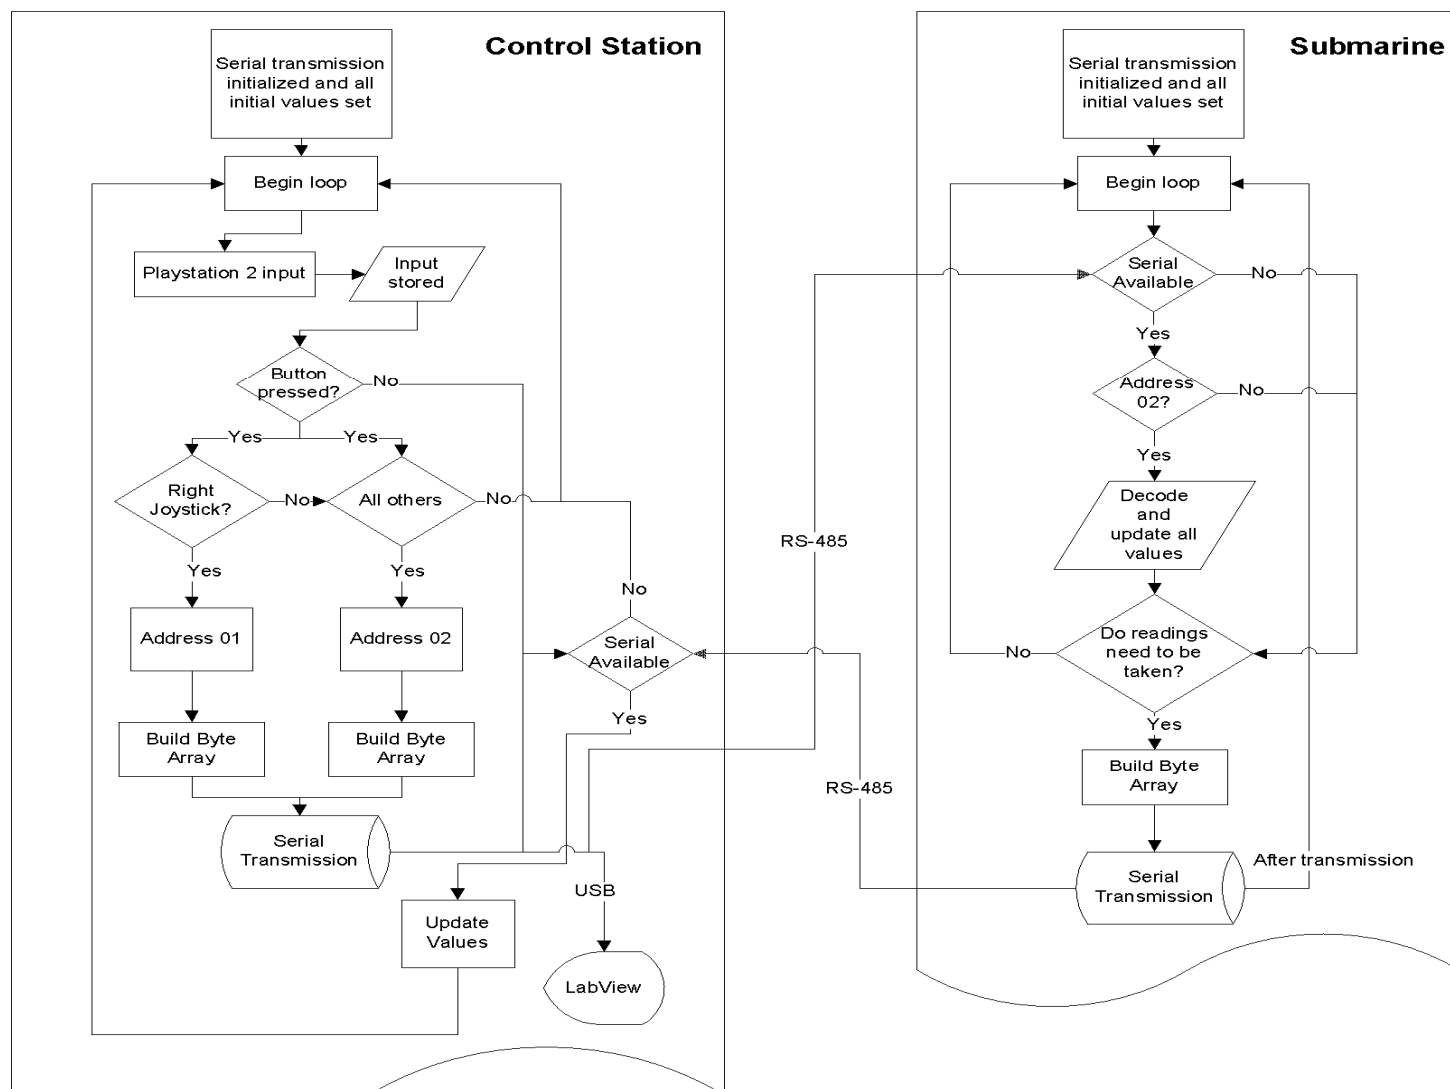 Control Station
Serial transmission
initialized and all
initial values set
Begin loop
Playstation 2 input
Input
stored
Button
pressed?
No
Yes
Yes
Right
Joystick?
No
All others
No
Yes
Yes
No
Address 01
Address 02
Serial
Available
Yes
Build Byte
Array
Build Byte
Array
Serial
Transmission
USB
Update
Values
LabView
RS-485
RS-485
Submarine
Serial transmission
initialized and all
initial values set
Begin loop
Serial
Available
No
Yes
Address
02?
No
Yes
Decode
and
update all
values
Do readings
need to be
taken?
No
Yes
Build Byte
Array
Serial
Transmission
After transmission